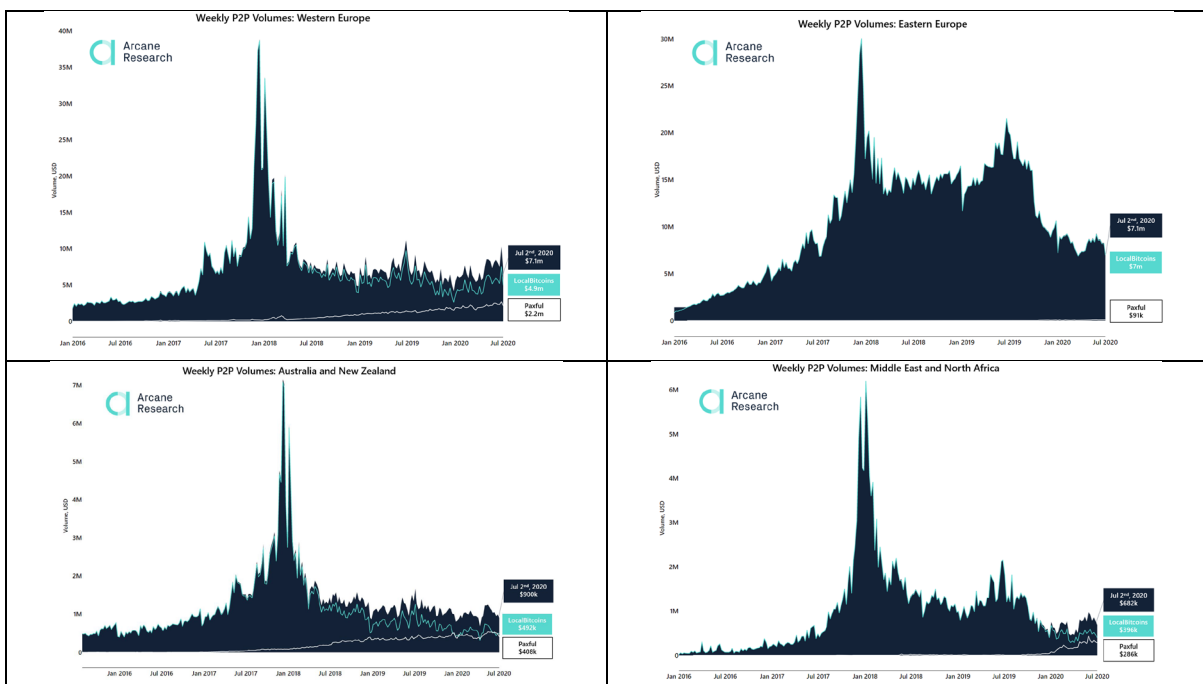 Weekly P2P Volumes: Western Europe
Arcane
Research
40M
35M
30M
25M
20M
15M
10M
5M
0
Volume, USD
Jul 2nd, 2020
$7.1m
LocalBitcoins
$4.9m
Paxful
$2.2m
Jan 2016
Jul 2016
Jan 2017
Jul 2017
Jan 2018
Jul 2018
Jan 2019
Jul 2019
Jan 2020
Jul 2020
Weekly P2P Volumes: Eastern Europe
Arcane
Research
30M
25M
20M
15M
10M
5M
0
Volume, USD
Jul 2nd, 2020
$7.1m
LocalBitcoins
$7m
Paxful
$91k
Jan 2016
Jul 2016
Jan 2017
Jul 2017
Jan 2018
Jul 2018
Jan 2019
Jul 2019
Jan 2020
Jul 2020
Weekly P2P Volumes: Australia and New Zealand
Arcane
Research
7M
6M
5M
4M
3M
2M
1M
0
Volume, USD
Jul 2nd, 2020
$900k
LocalBitcoins
$492k
Paxful
$408k
Jan 2016
Jul 2016
Jan 2017
Jul 2017
Jan 2018
Jul 2018
Jan 2019
Jul 2019
Jan 2020
Jul 2020
Weekly P2P Volumes: Middle East and North Africa
Arcane
Research
6M
5M
4M
3M
2M
1M
0
Volume, USD
Jul 2nd, 2020
$682k
LocalBitcoins
$396k
Paxful
$286k
Jan 2016
Jul 2016
Jan 2017
Jul 2017
Jan 2018
Jul 2018
Jan 2019
Jul 2019
Jan 2020
Jul 2020